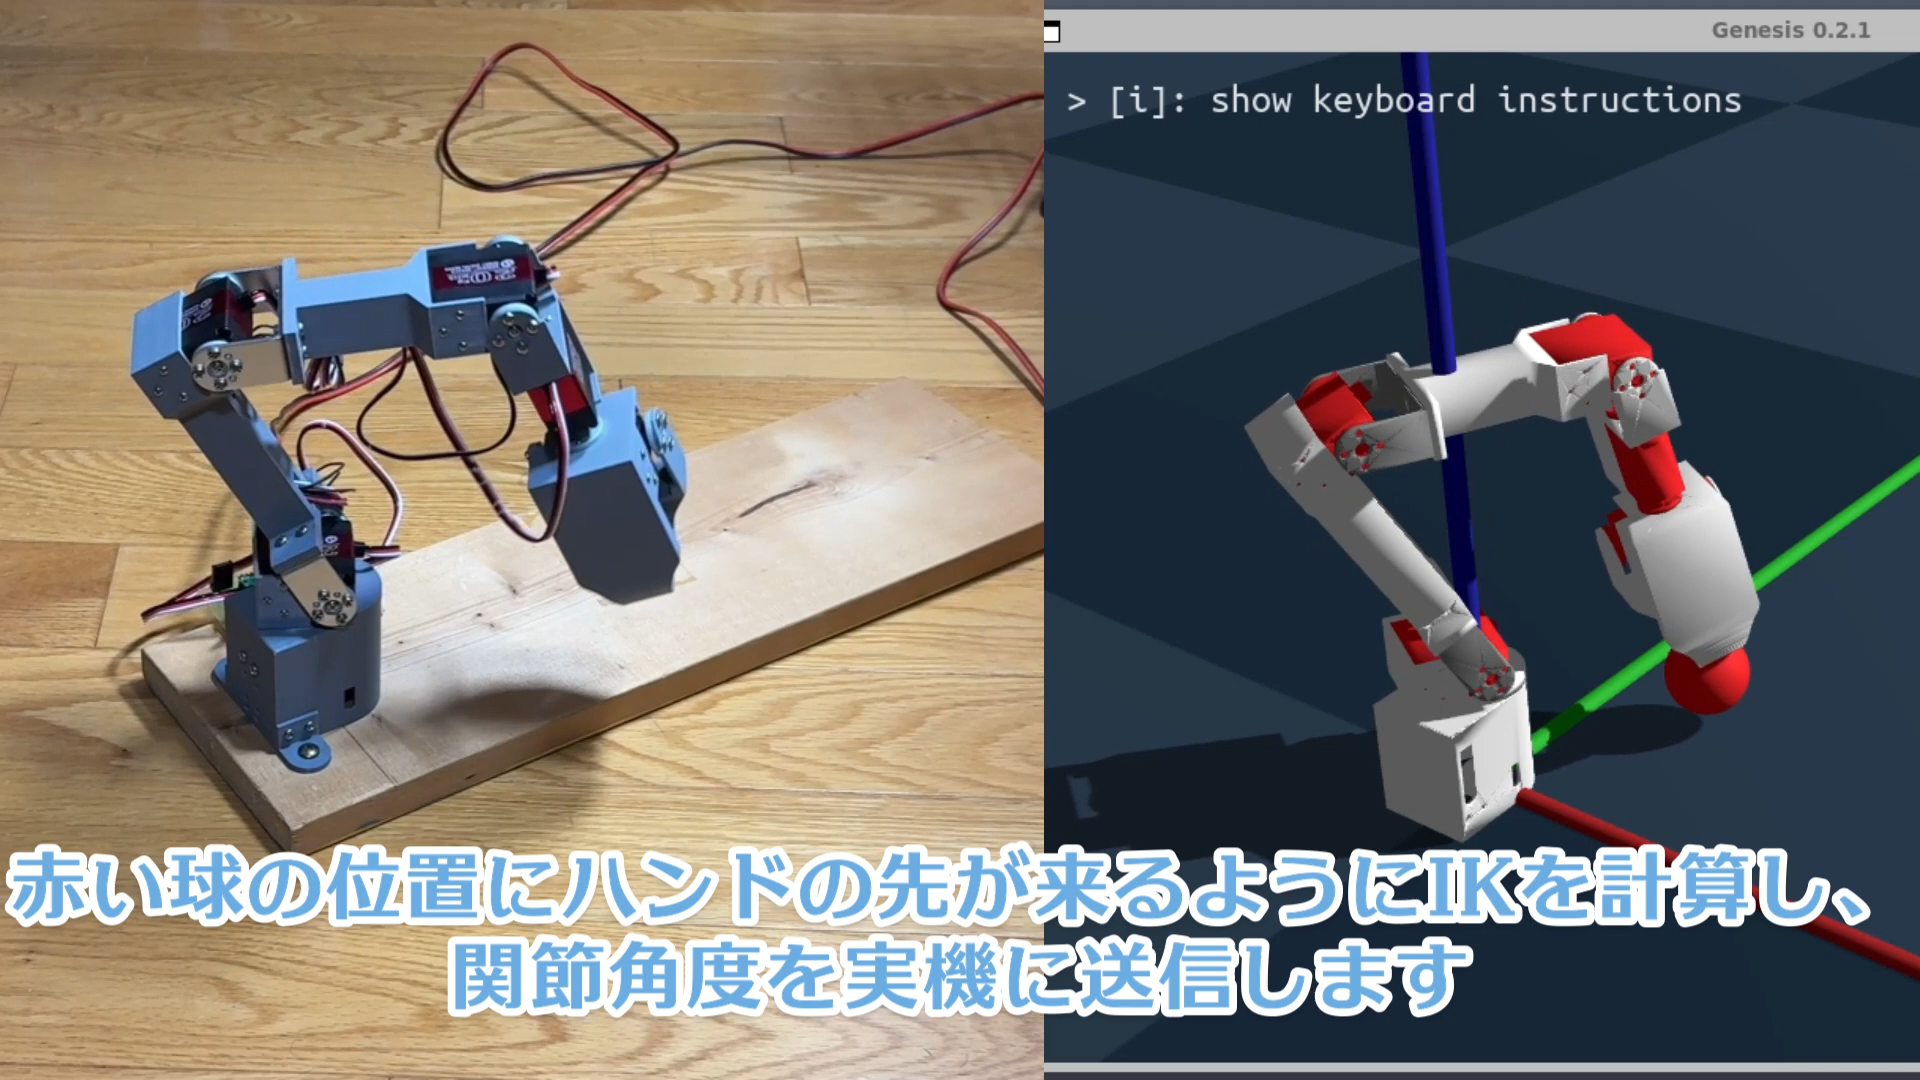 Genesis 0.2.1
> [i]: show keyboard instructions
赤い球の位置にハンドの先が来るようにIKを計算し、
関節角度を実機に送信します